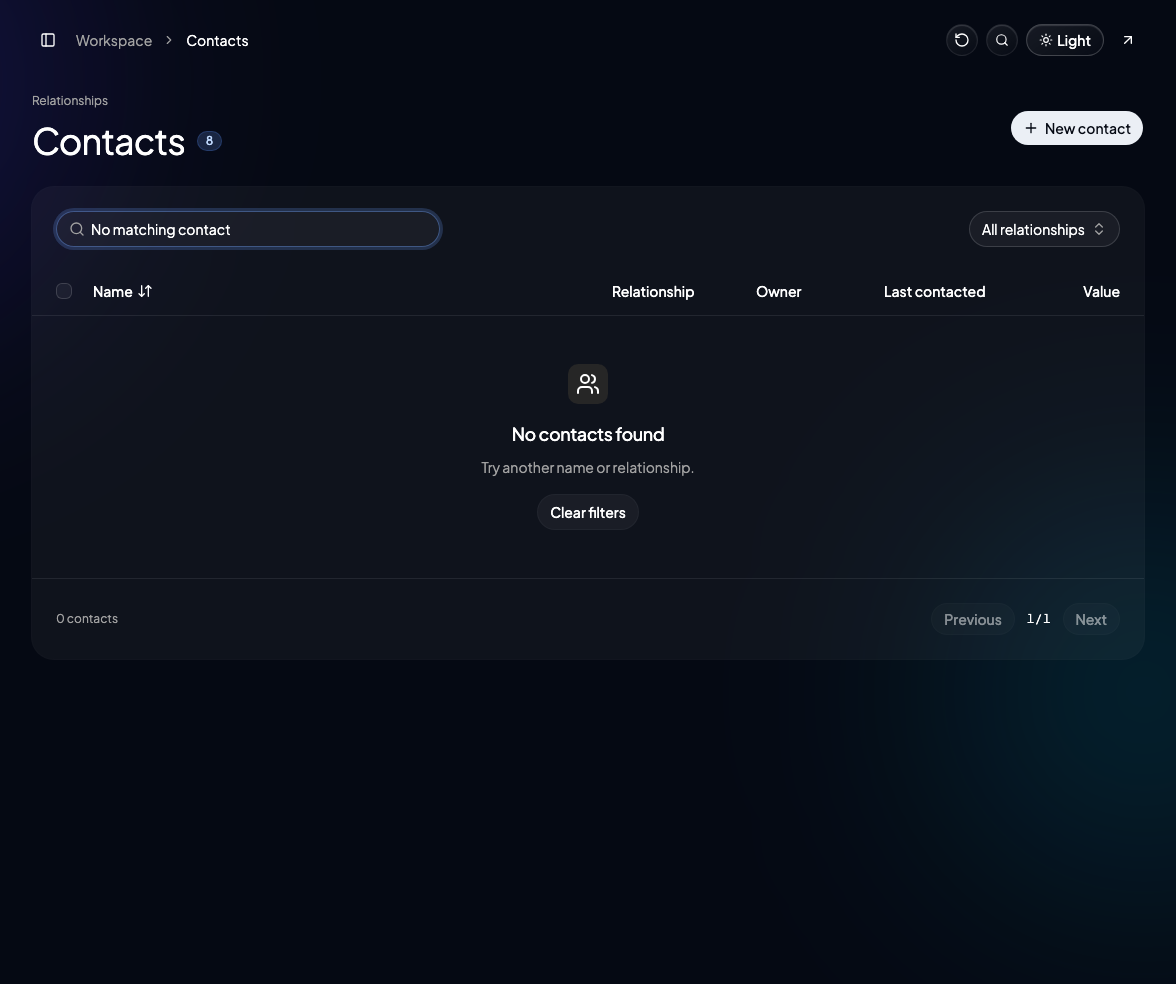 Workspace > Contacts
Light
Relationships
Contacts 8
New contact
No matching contact
All relationships
Name Relationship Owner Last contacted Value
No contacts found
Try another name or relationship.
Clear filters
0 contacts
Previous 1/1 Next